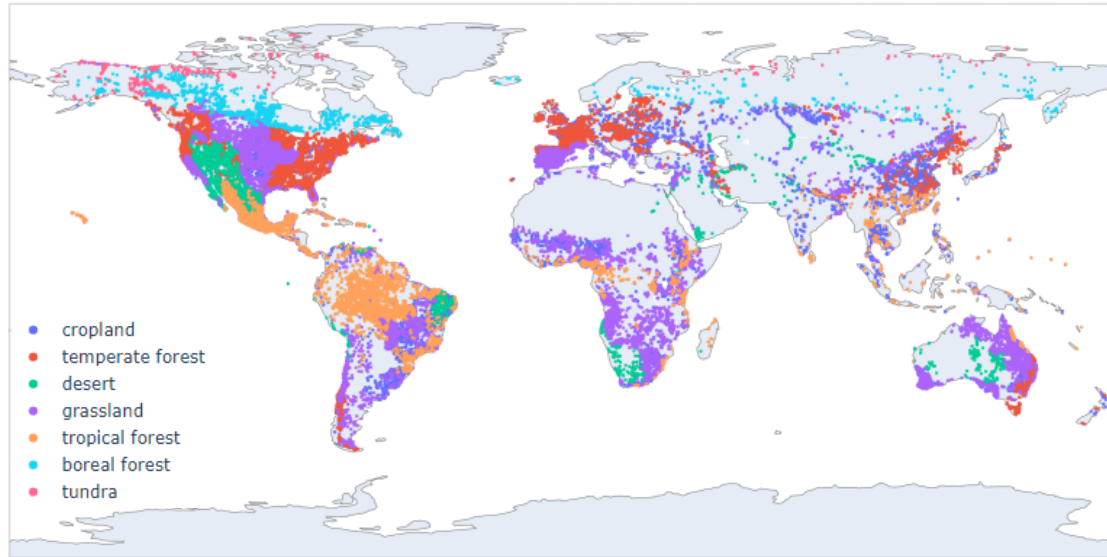 cropland
temperate forest
desert
grassland
tropical forest
boreal forest
tundra